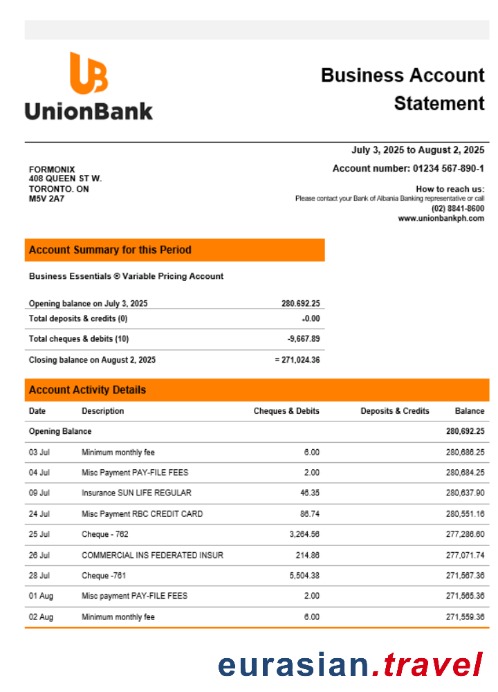 UB
UnionBank
Business Account
Statement
July 3, 2025 to August 2, 2025
FORMONIX
408 QUEEN ST W.
TORONTO. ON
M5V 2A7
Account number: 01234 567-890-1
How to reach us:
Please contact your Bank of Albania Banking representative or call
(02) 8841-8600
www.unionbankph.com
Account Summary for this Period
Business Essentials ® Variable Pricing Account
Opening balance on July 3, 2025 280.692.25
Total deposits & credits (0) +0.00
Total cheques & debits (10) -9,667.89
Closing balance on August 2, 2025 = 271,024.36
Account Activity Details
Date Description Cheques & Debits Deposits & Credits Balance
Opening Balance 280,692.25
03 Jul Minimum monthly fee 6.00 280,686.25
04 Jul Misc Payment PAY-FILE FEES 2.00 280,684.25
09 Jul Insurance SUN LIFE REGULAR 46.35 280,637.90
24 Jul Misc Payment RBC CREDIT CARD 86.74 280,551.16
25 Jul Cheque - 762 3,264.56 277,286.60
26 Jul COMMERCIAL INS FEDERATED INSUR 214.86 277,071.74
28 Jul Cheque -761 5,504.38 271,567.36
01 Aug Misc payment PAY-FILE FEES 2.00 271,565.36
02 Aug Minimum monthly fee 6.00 271,559.36
eurasian.travel